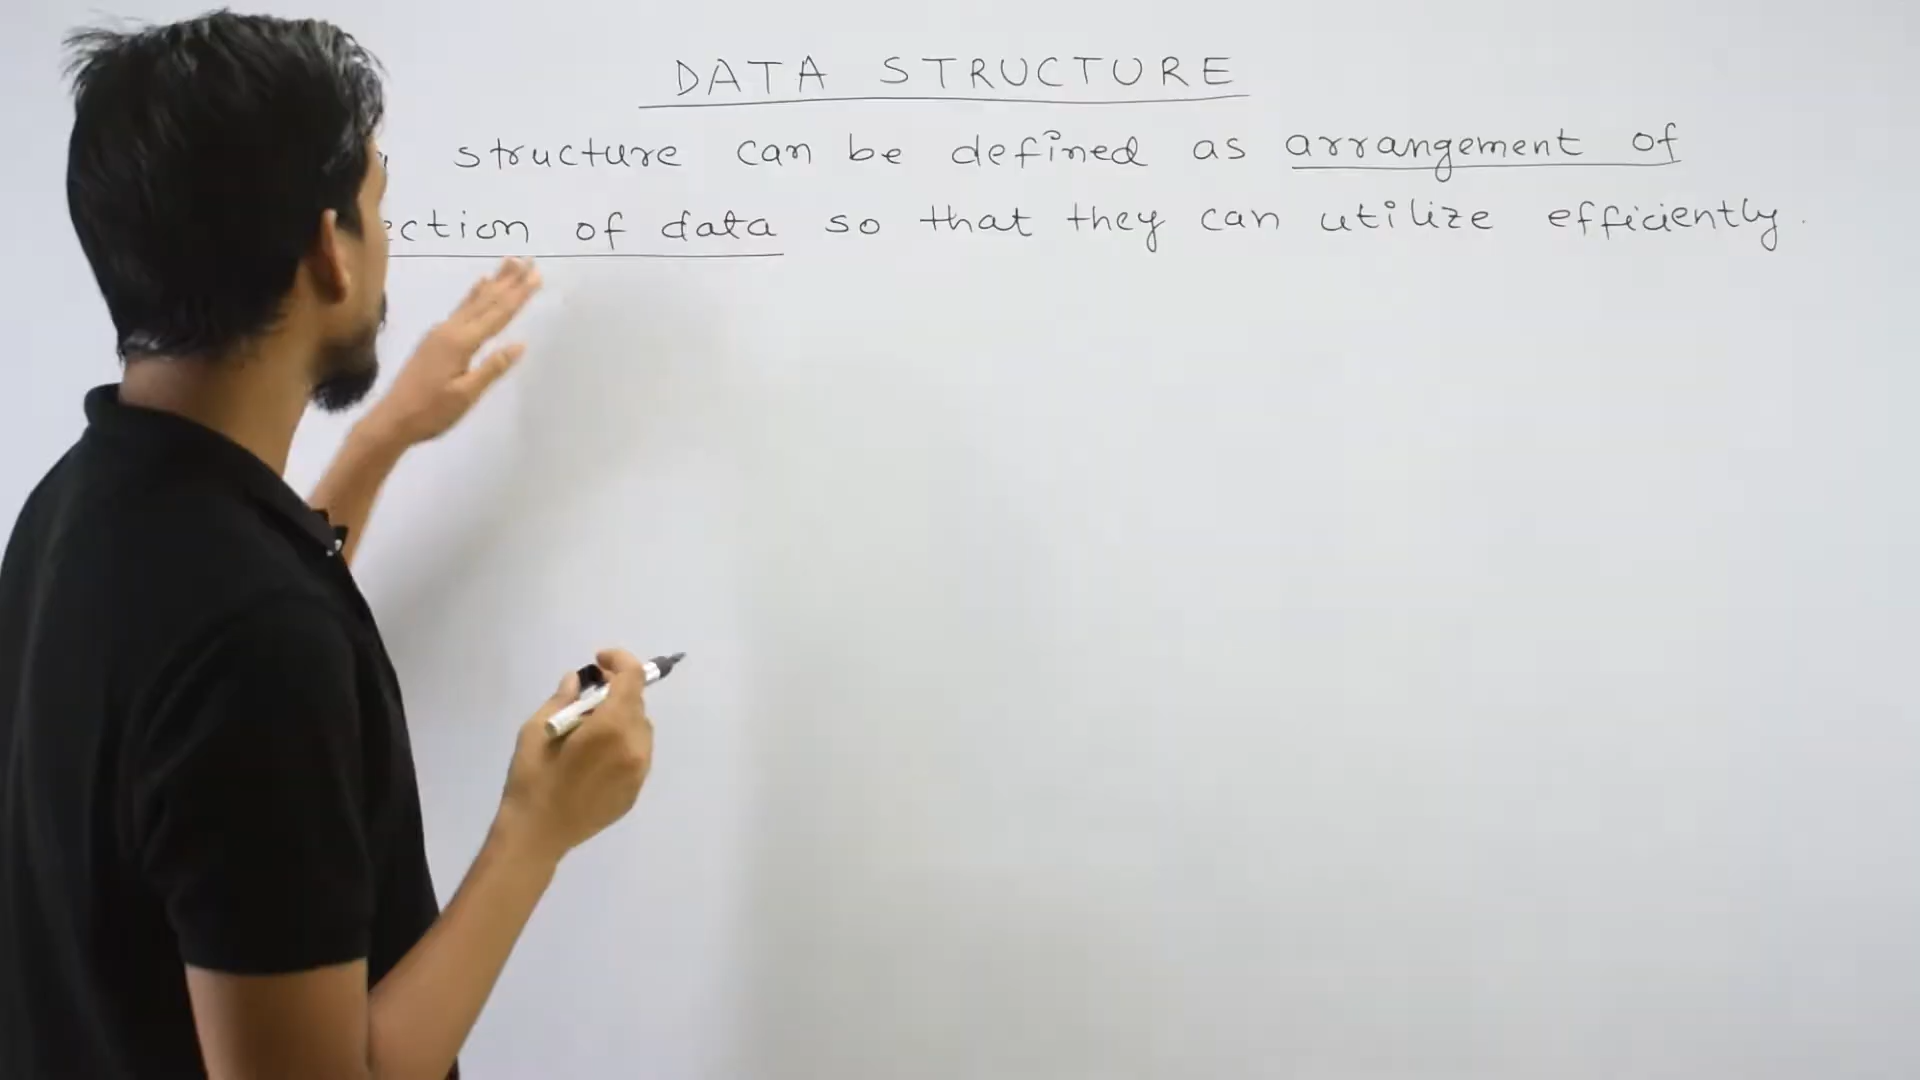 DATA STRUCTURE
structure can be defined as arrangement of
of data so that they can utilize efficiently.